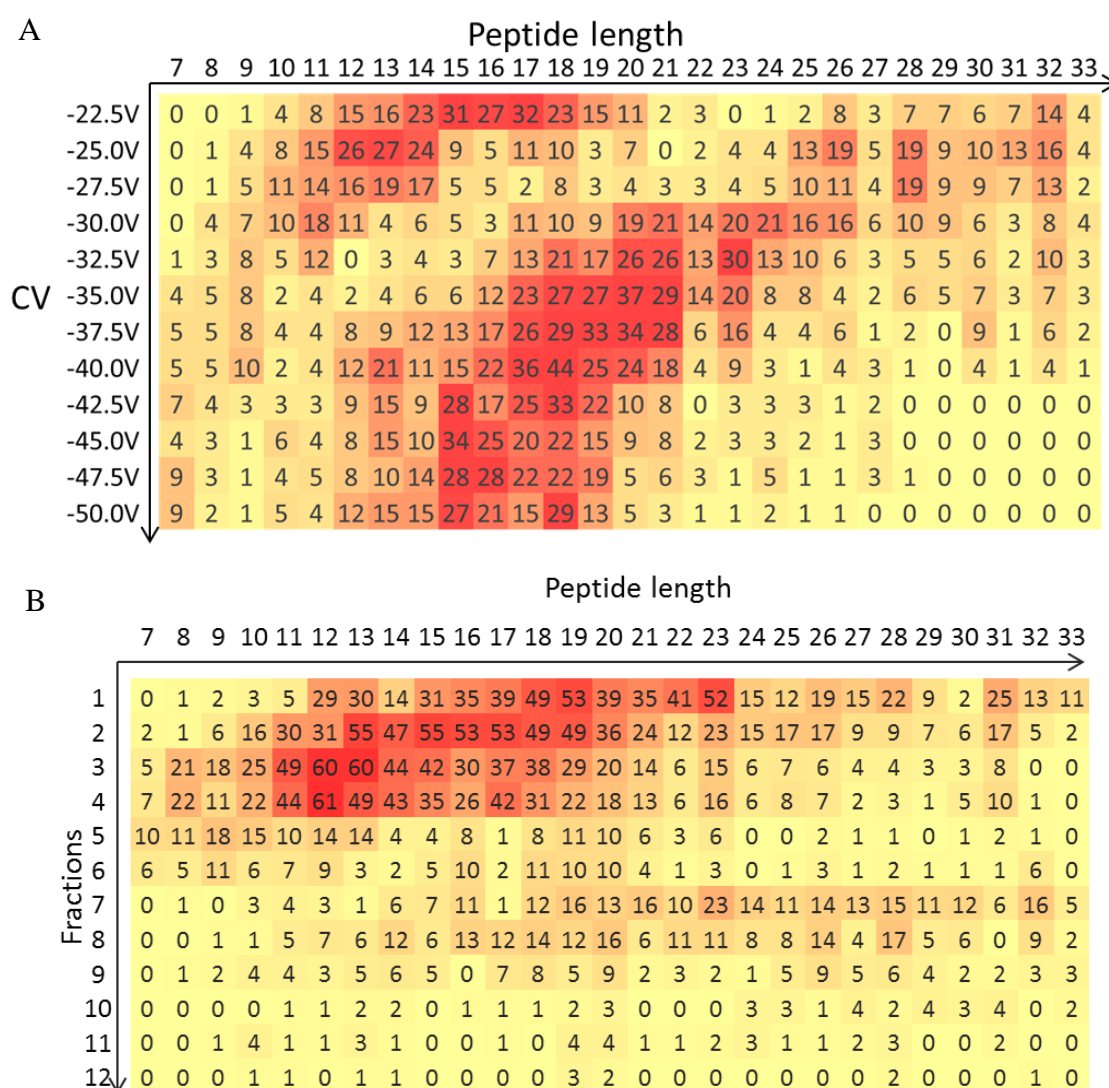 A
Peptide length
7 8 9 10 11 12 13 14 15 16 17 18 19 20 21 22 23 24 25 26 27 28 29 30 31 32 33
-22.5V 0 0 1 4 8 15 16 23 31 27 32 23 15 11 2 3 0 1 2 8 3 7 7 6 7 14 4
-25.0V 0 1 4 8 15 26 27 24 9 5 11 10 3 7 0 2 4 4 13 19 5 19 9 10 13 16 4
-27.5V 0 1 5 11 14 16 19 17 5 5 2 8 3 4 3 3 4 5 10 11 4 19 9 9 7 13 2
-30.0V 0 4 7 10 18 11 4 6 5 3 11 10 9 19 21 14 20 21 16 16 6 10 9 6 3 8 4
-32.5V 1 3 8 5 12 0 3 4 3 7 13 21 17 26 26 13 30 13 10 6 3 5 5 6 2 10 3
CV
-35.0V 4 5 8 2 4 2 4 6 6 12 23 27 27 37 29 14 20 8 8 4 2 6 5 7 3 7 3
-37.5V 5 5 8 4 4 8 9 12 13 17 26 29 33 34 28 6 16 4 4 6 1 2 0 9 1 6 2
-40.0V 5 5 10 2 4 12 21 11 15 22 36 44 25 24 18 4 9 3 1 4 3 1 0 4 1 4 1
-42.5V 7 4 3 3 3 9 15 9 28 17 25 33 22 10 8 0 3 3 3 1 2 0 0 0 0 0 0
-45.0V 4 3 1 6 4 8 15 10 34 25 20 22 15 9 8 2 3 3 2 1 3 0 0 0 0 0 0
-47.5V 9 3 1 4 5 8 10 14 28 28 22 22 19 5 6 3 1 5 1 1 3 1 0 0 0 0 0
-50.0V 9 2 1 5 4 12 15 15 27 21 15 29 13 5 3 1 1 2 1 1 0 0 0 0 0 0 0
B
Peptide length
7 8 9 10 11 12 13 14 15 16 17 18 19 20 21 22 23 24 25 26 27 28 29 30 31 32 33
Fractions
1 0 1 2 3 5 29 30 14 31 35 39 49 53 39 35 41 52 15 12 19 15 22 9 2 25 13 11
2 2 1 6 16 30 31 55 47 55 53 53 49 49 36 24 12 23 15 17 17 9 9 7 6 17 5 2
3 5 21 18 25 49 60 60 44 42 30 37 38 29 20 14 6 15 6 7 6 4 4 3 3 8 0 0
4 7 22 11 22 44 61 49 43 35 26 42 31 22 18 13 6 16 6 8 7 2 3 1 5 10 1 0
5 10 11 18 15 10 14 14 4 4 8 1 8 11 10 6 3 6 0 0 2 1 1 0 1 2 1 0
6 6 5 11 6 7 9 3 2 5 10 2 11 10 10 4 1 3 0 1 3 1 2 1 1 1 6 0
7 0 1 0 3 4 3 1 6 7 11 1 12 16 13 16 10 23 14 11 14 13 15 11 12 6 16 5
8 0 0 1 1 5 7 6 12 6 13 12 14 12 16 6 11 11 8 8 14 4 17 5 6 0 9 2
9 0 1 2 4 4 3 5 6 5 0 7 8 5 9 2 3 2 1 5 9 5 6 4 2 2 3 3
10 0 0 0 0 1 1 2 2 0 1 1 1 2 3 0 0 0 3 3 1 4 2 4 3 4 0 2
11 0 0 1 4 1 1 3 1 0 0 1 0 4 4 1 1 2 3 1 1 2 3 0 0 2 0 0
12 0 0 0 1 1 0 1 1 0 0 0 0 3 2 0 0 0 0 0 0 0 2 0 0 0 0 0